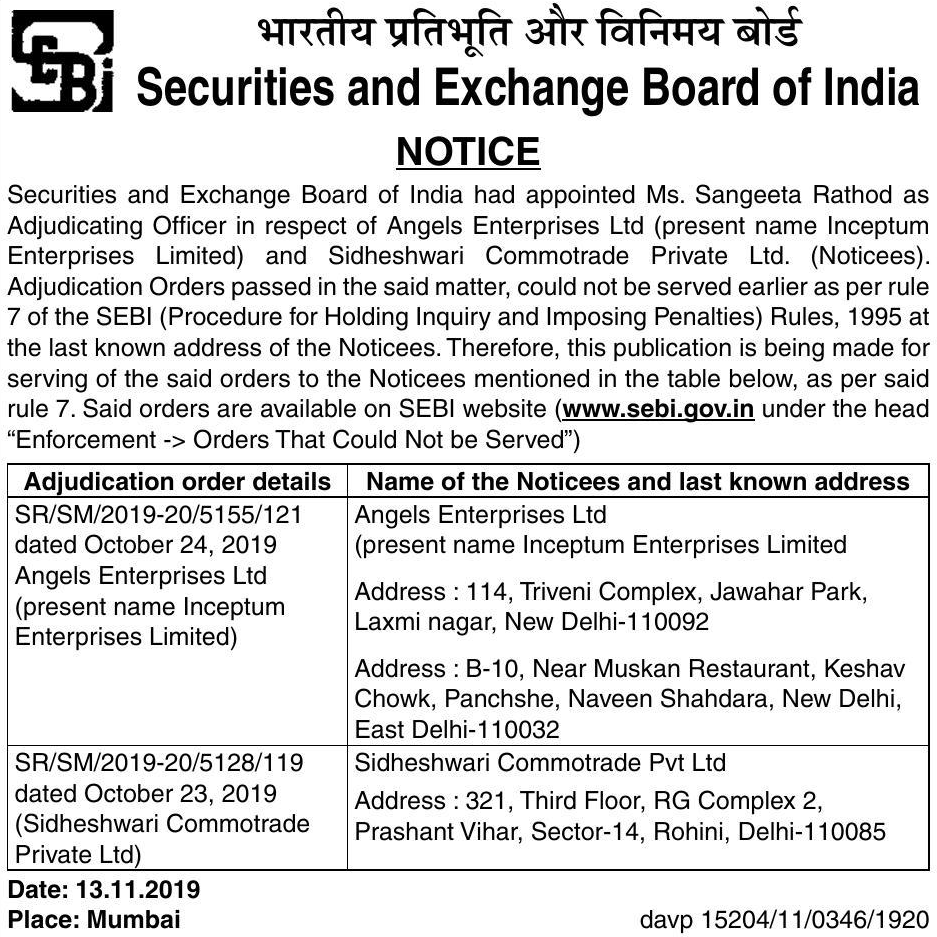 SEBI
भारतीय प्रतिभूति और विनिमय बोर्ड
Securities and Exchange Board of India
NOTICE
Securities and Exchange Board of India had appointed Ms. Sangeeta Rathod as
Adjudicating Officer in respect of Angels Enterprises Ltd (present name Inceptum
Enterprises Limited) and Sidheshwari Commotrade Private Ltd. (Noticees).
Adjudication Orders passed in the said matter, could not be served earlier as per rule
7 of the SEBI (Procedure for Holding Inquiry and Imposing Penalties) Rules, 1995 at
the last known address of the Noticees. Therefore, this publication is being made for
serving of the said orders to the Noticees mentioned in the table below, as per said
rule 7. Said orders are available on SEBI website (www.sebi.gov.in under the head
“Enforcement -> Orders That Could Not be Served”)
Adjudication order details
SR/SM/2019-20/5155/121
dated October 24, 2019
Angels Enterprises Ltd
(present name Inceptum
Enterprises Limited)
Name of the Noticees and last known address
Angels Enterprises Ltd
(present name Inceptum Enterprises Limited
Address : 114, Triveni Complex, Jawahar Park,
Laxmi nagar, New Delhi-110092
Address : B-10, Near Muskan Restaurant, Keshav
Chowk, Panchshe, Naveen Shahdara, New Delhi,
East Delhi-110032
SR/SM/2019-20/5128/119
dated October 23, 2019
(Sidheshwari Commotrade
Private Ltd)
Sidheshwari Commotrade Pvt Ltd
Address : 321, Third Floor, RG Complex 2,
Prashant Vihar, Sector-14, Rohini, Delhi-110085
Date: 13.11.2019
Place: Mumbai
davp 15204/11/0346/1920